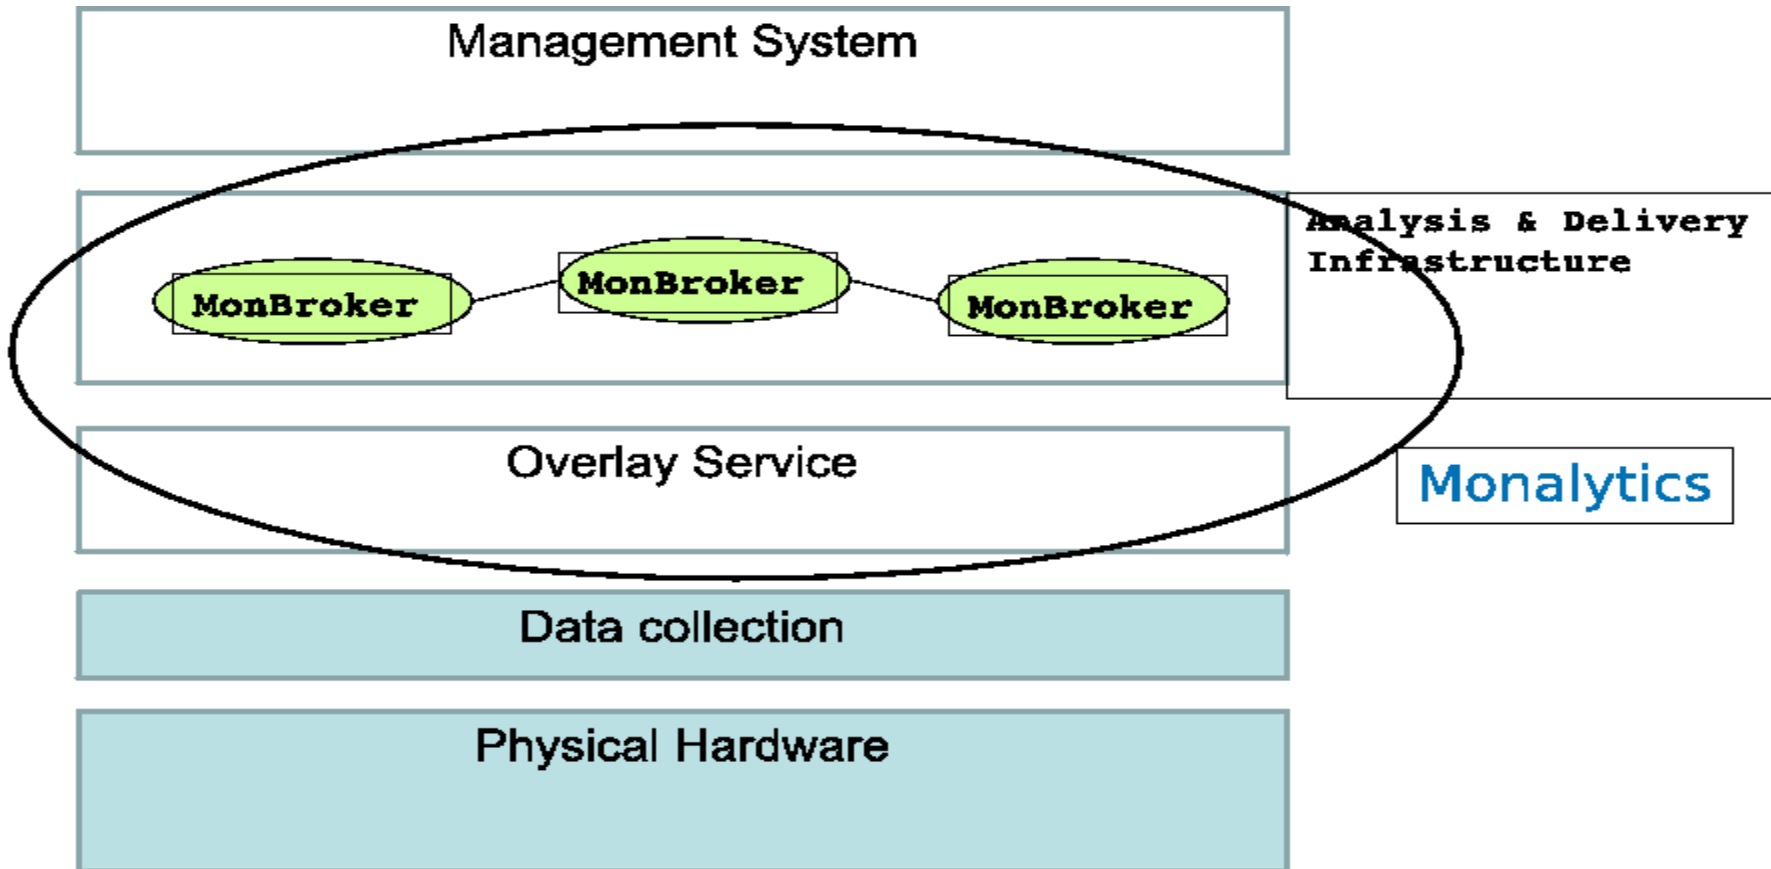 Management System
Analysis & Delivery
Infrastructure
MonBroker
MonBroker
MonBroker
Overlay Service
Monalytics
Data collection
Physical Hardware